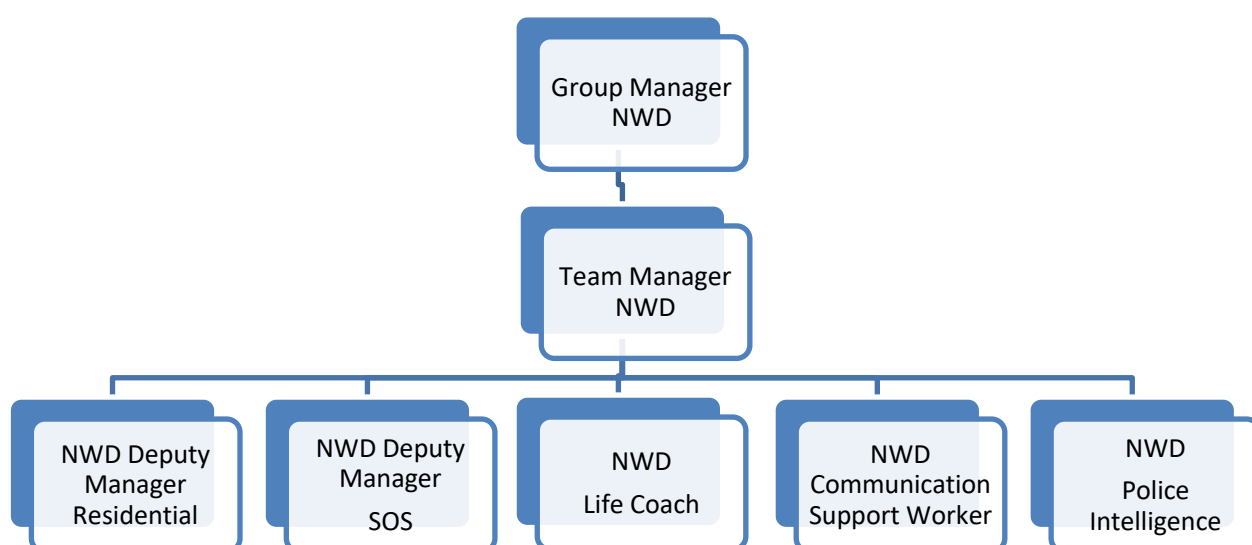 Group Manager
NWD
Team Manager
NWD
NWD Deputy
Manager
Residential
NWD Deputy
Manager
SOS
NWD
Life Coach
NWD
Communication
Support Worker
NWD
Police
Intelligence